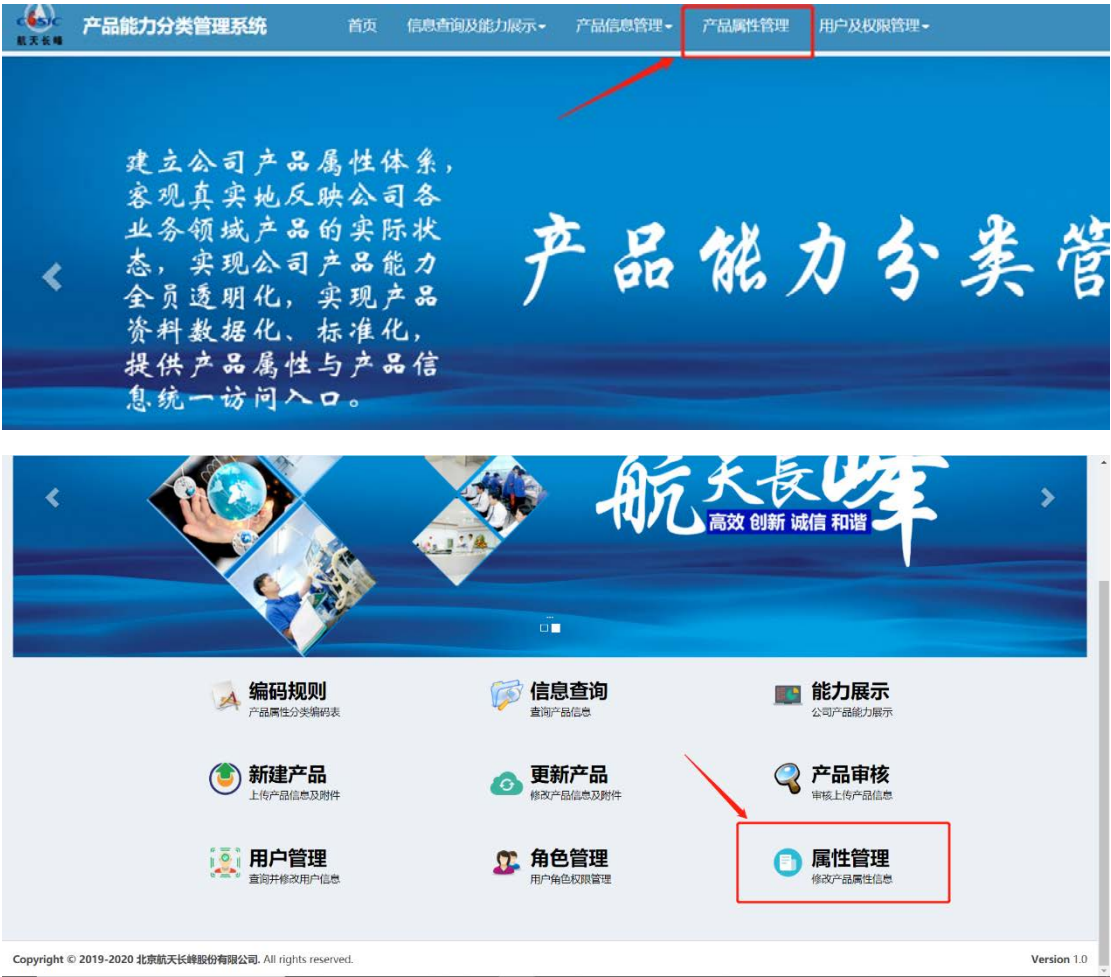 CASIC
航天长峰
产品能力分类管理系统
首页 信息查询及能力展示 产品信息管理 产品属性管理 用户及权限管理
建立公司产品属性体系，
客观真实地反映公司各
业务领域产品的实际状
态，实现公司产品能力
全员透明化，实现产品
资料数据化、标准化，
提供产品属性与产品信
息统一访问入口。
产品能力分类管
航天長峰
高效 创新 诚信 和谐
...
编码规则
产品属性分类编码表
信息查询
查询产品信息
能力展示
公司产品能力展示
新建产品
上传产品信息及附件
更新产品
修改产品信息及附件
产品审核
审核上传产品信息
用户管理
查询并修改用户信息
角色管理
用户角色权限管理
属性管理
修改产品属性信息
Copyright © 2019-2020 北京航天长峰股份有限公司. All rights reserved.
Version 1.0